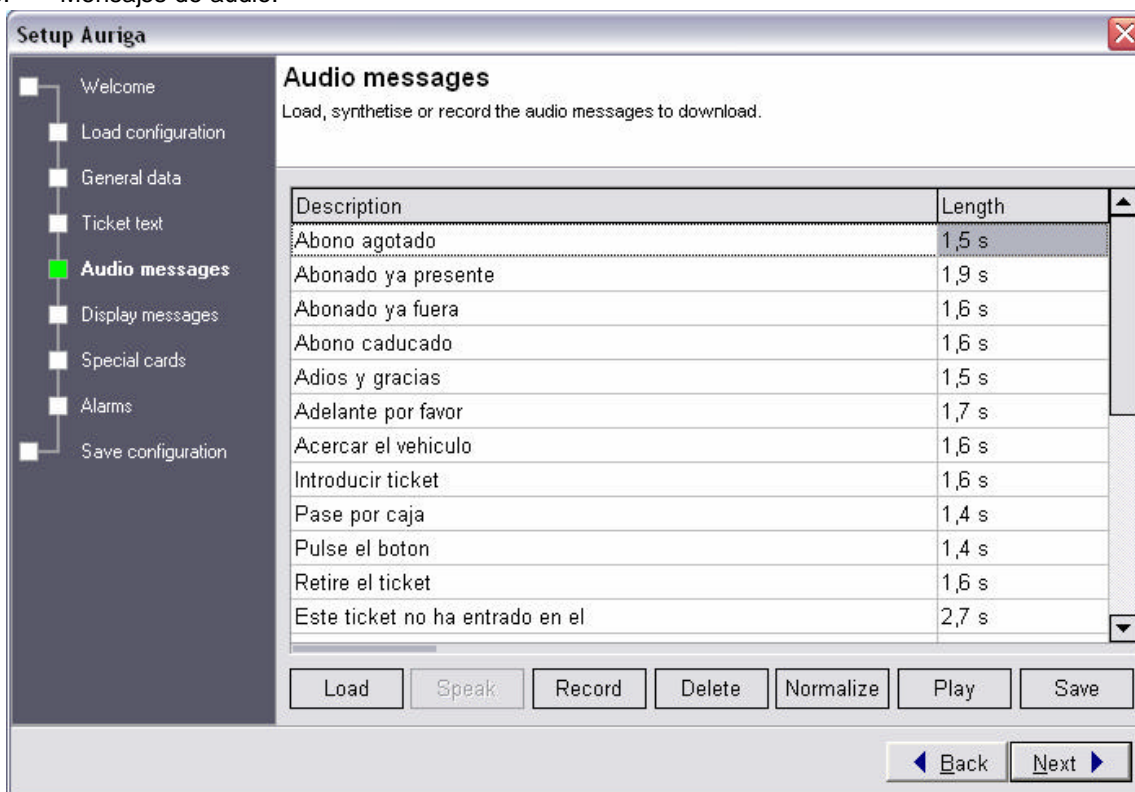 Mensajes de audio.
Setup Auriga
Welcome
Load configuration
General data
Ticket text
Audio messages
Display messages
Special cards
Alarms
Save configuration
Audio messages
Load, synthetise or record the audio messages to download.
Description Length
Abono agotado 1,5 s
Abonado ya presente 1,9 s
Abonado ya fuera 1,6 s
Abono caducado 1,6 s
Adios y gracias 1,5 s
Adelante por favor 1,7 s
Acercar el vehiculo 1,6 s
Introducir ticket 1,6 s
Pase por caja 1,4 s
Pulse el boton 1,4 s
Retire el ticket 1,6 s
Este ticket no ha entrado en el 2,7 s
Load Speak Record Delete Normalize Play Save
Back Next